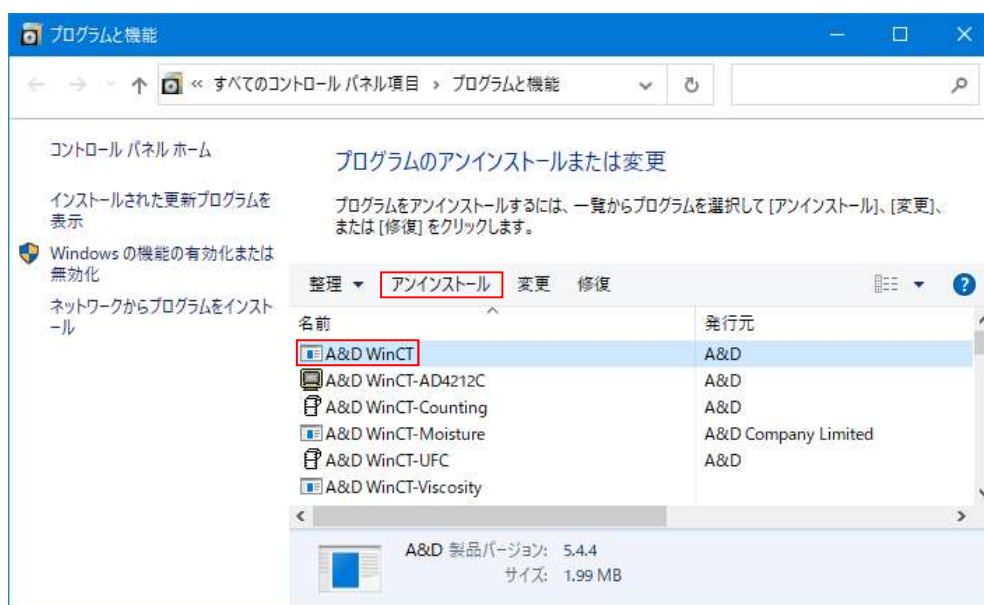 プログラムと機能
« すべてのコントロール パネル項目 › プログラムと機能
コントロール パネル ホーム
インストールされた更新プログラムを
表示
Windows の機能の有効化または
無効化
ネットワークからプログラムをインスト
ール
プログラムのアンインストールまたは変更
プログラムをアンインストールするには、一覧からプログラムを選択して [アンインストール]、[変更]、
または [修復] をクリックします。
整理 アンインストール 変更 修復
名前 発行元
A&D WinCT A&D
A&D WinCT-AD4212C A&D
A&D WinCT-Counting A&D
A&D WinCT-Moisture A&D Company Limited
A&D WinCT-UFC A&D
A&D WinCT-Viscosity
A&D 製品バージョン: 5.4.4
サイズ: 1.99 MB